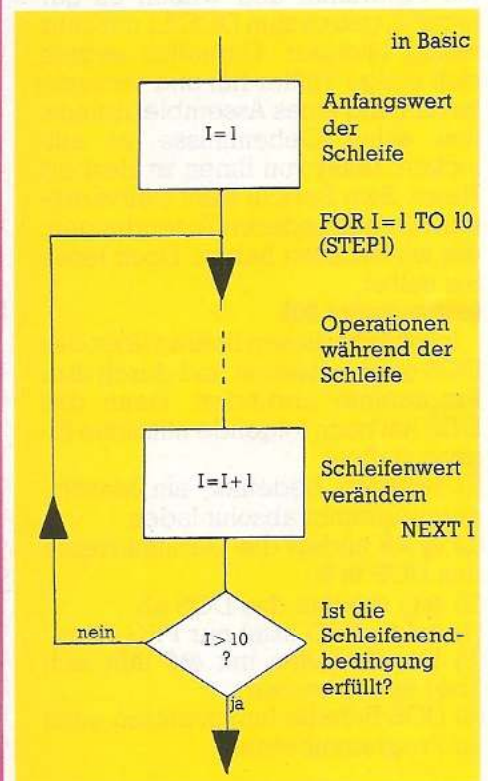 in Basic
I=1
Anfangswert
der
Schleife
FOR I=1 TO 10
(STEP1)
Operationen
während der
Schleife
I=I+1
Schleifenwert
verändern
NEXT I
nein
I>10
?
Ist die
Schleifenend-
bedingung
erfüllt?
ja